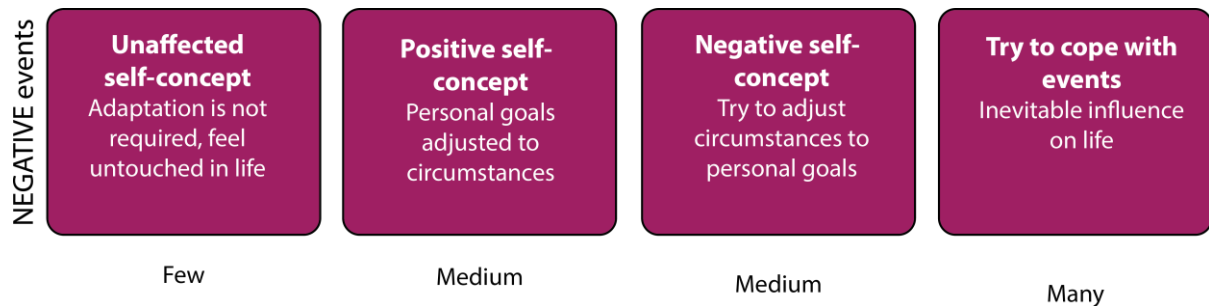 NEGATIVE events
Unaffected
self-concept
Adaptation is not
required, feel
untouched in life
Positive self-
concept
Personal goals
adjusted to
circumstances
Negative self-
concept
Try to adjust
circumstances to
personal goals
Try to cope with
events
Inevitable influence
on life
Few
Medium
Medium
Many